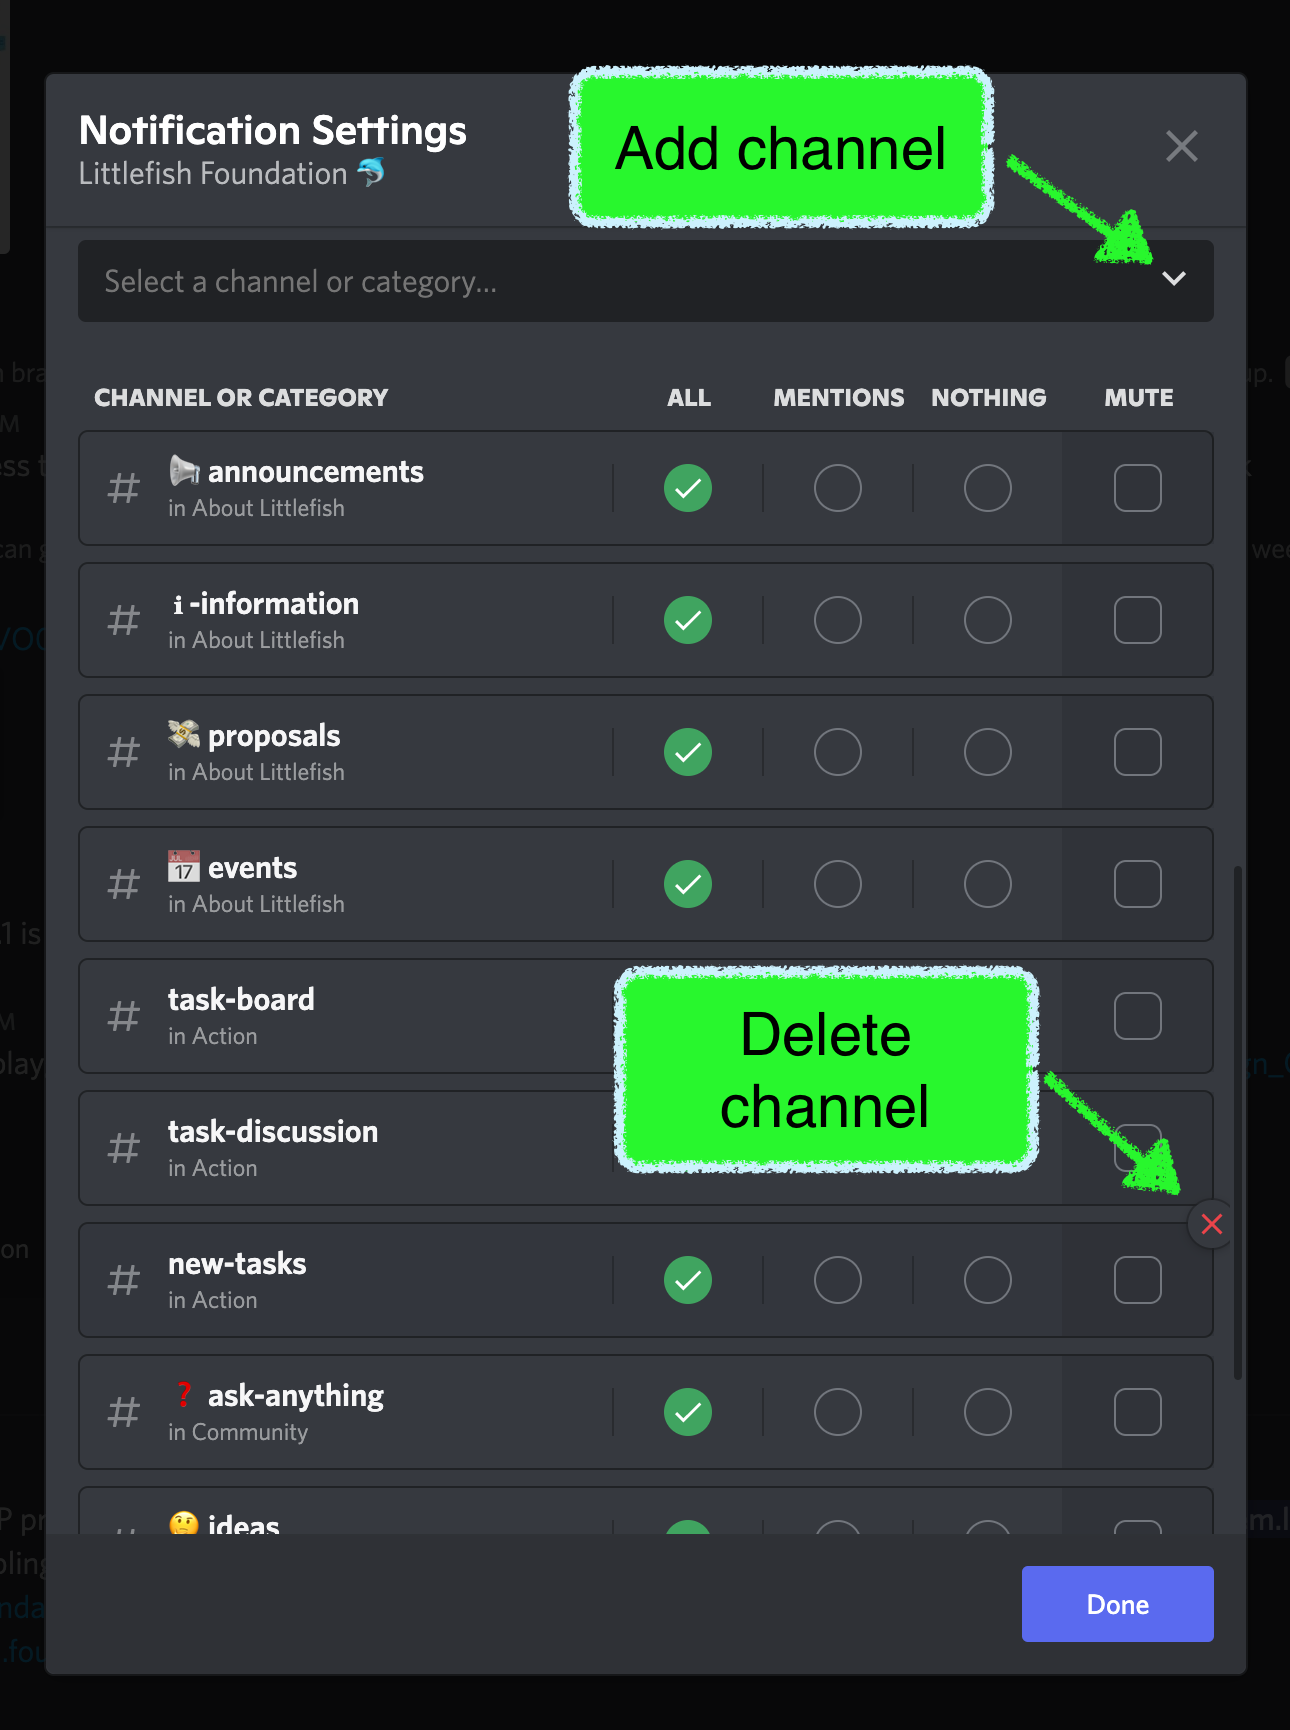 Notification Settings
Littlefish Foundation
Add channel
Select a channel or category...
CHANNEL OR CATEGORY ALL MENTIONS NOTHING MUTE
announcements
in About Littlefish
-information
in About Littlefish
proposals
in About Littlefish
JUL
17
events
in About Littlefish
task-board
in Action
Delete
channel
task-discussion
in Action
new-tasks
in Action
ask-anything
in Community
ideas
Done